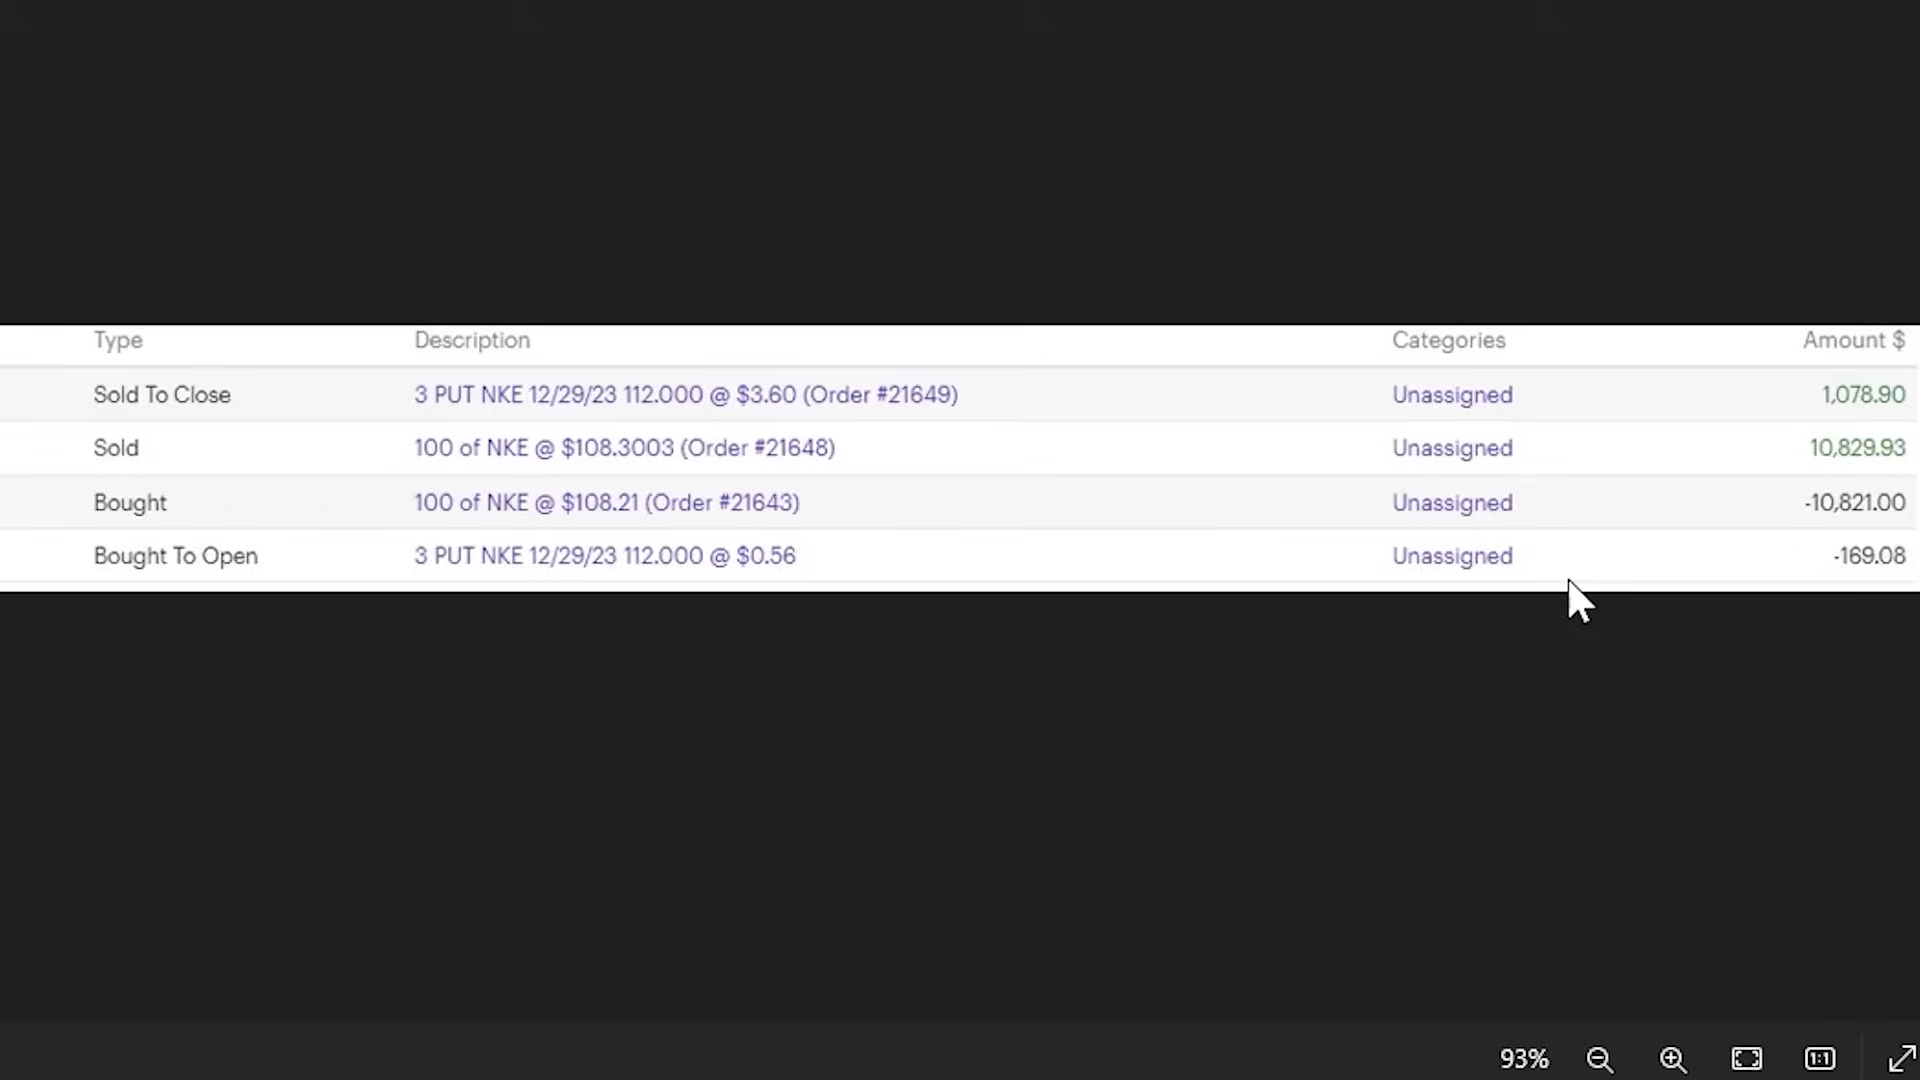 Type Description Categories Amount $
Sold To Close 3 PUT NKE 12/29/23 112.000 @ $3.60 (Order #21649) Unassigned 1,078.90
Sold 100 of NKE @ $108.3003 (Order #21648) Unassigned 10,829.93
Bought 100 of NKE @ $108.21 (Order #21643) Unassigned -10,821.00
Bought To Open 3 PUT NKE 12/29/23 112.000 @ $0.56 Unassigned -169.08
93% 1:1